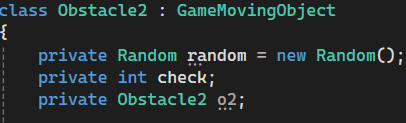 class Obstacle2 : GameMovingObject
{
private Random random = new Random();
private int check;
private Obstacle2 o2;